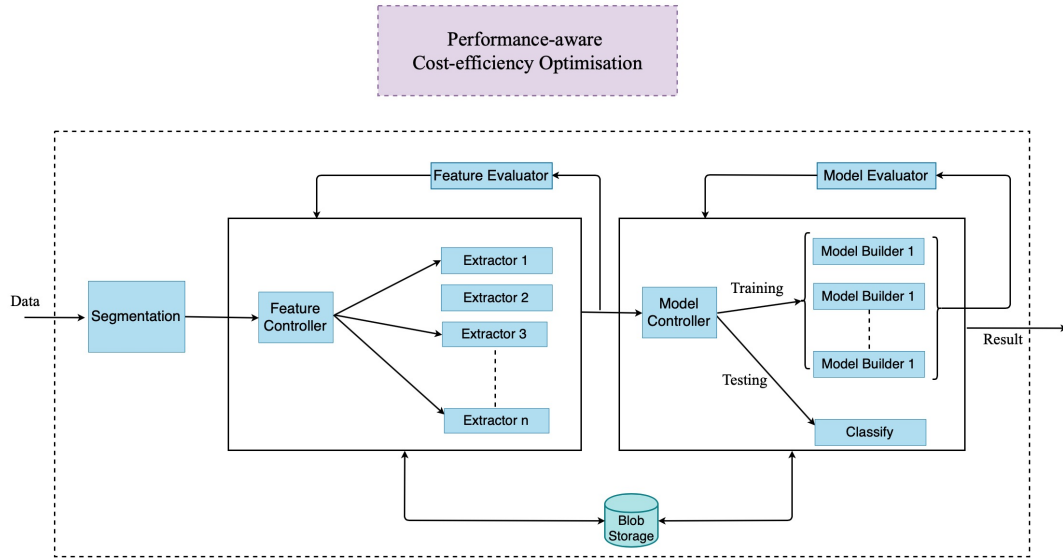 Performance-aware
Cost-efficiency Optimisation
Feature Evaluator
Model Evaluator
Data
Segmentation
Feature
Controller
Extractor 1
Extractor 2
Extractor 3
Extractor n
Model
Controller
Training
Testing
Model Builder 1
Model Builder 1
Model Builder 1
Classify
Result
Blob
Storage